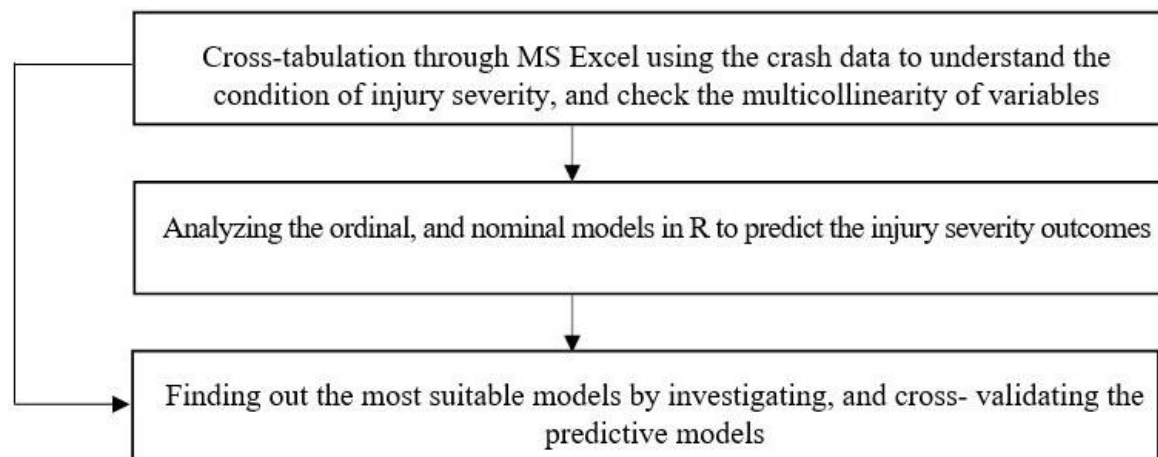 Cross-tabulation through MS Excel using the crash data to understand the
condition of injury severity, and check the multicollinearity of variables
Analyzing the ordinal, and nominal models in R to predict the injury severity outcomes
Finding out the most suitable models by investigating, and cross- validating the
predictive models